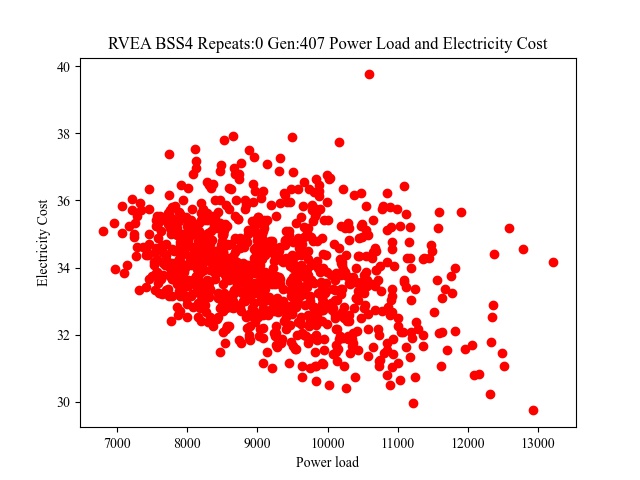 RVEA BSS4 Repeats:0 Gen:407 Power Load and Electricity Cost
40
38
36
34
32
30
Electricity Cost
7000 8000 9000 10000 11000 12000 13000
Power load